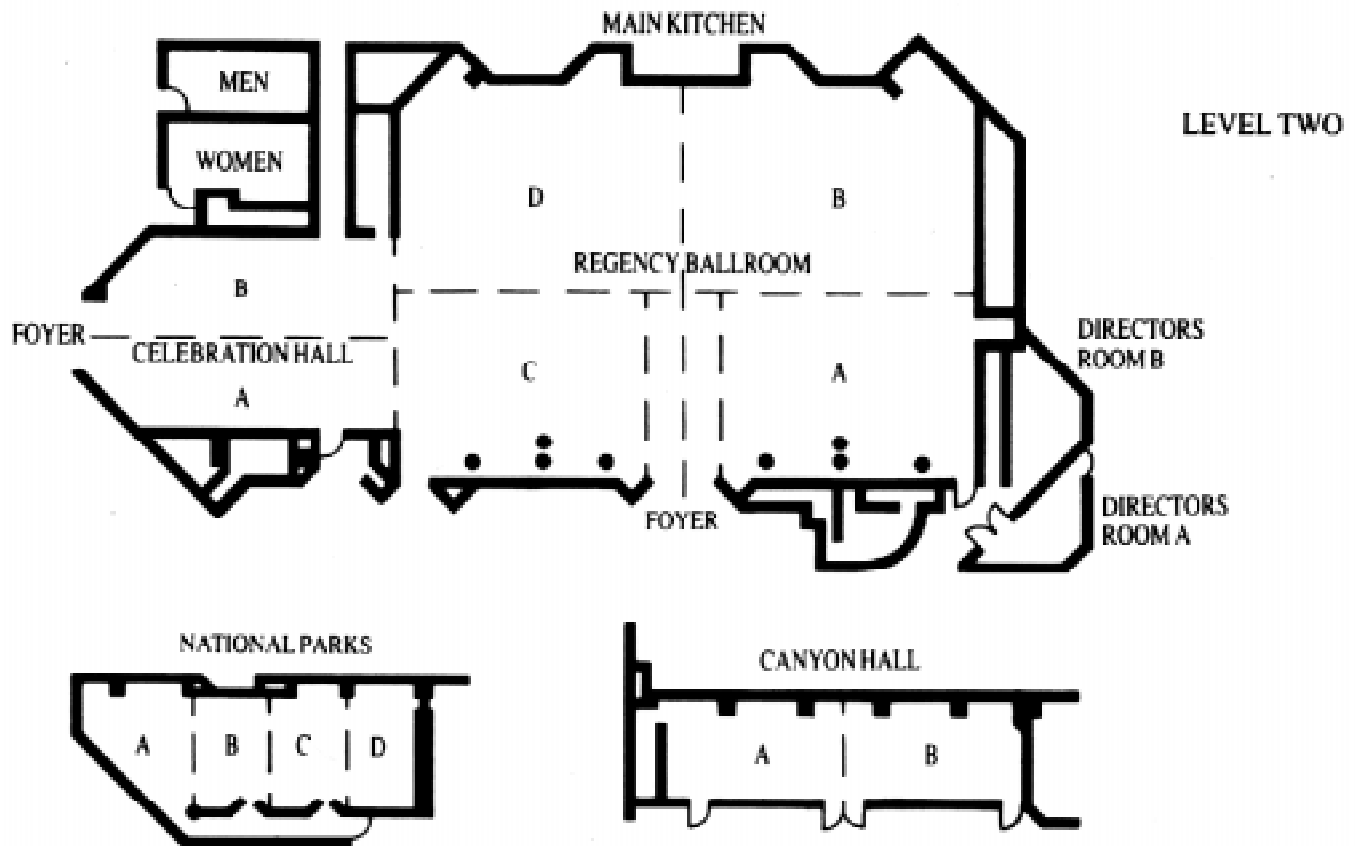 MAIN KITCHEN
MEN
LEVEL TWO
WOMEN
D
B
REGENCY BALLROOM
B
FOYER
CELEBRATION HALL
DIRECTORS
ROOM B
C
A
A
DIRECTORS
ROOM A
FOYER
NATIONAL PARKS
CANYON HALL
A
B
C
D
A
B